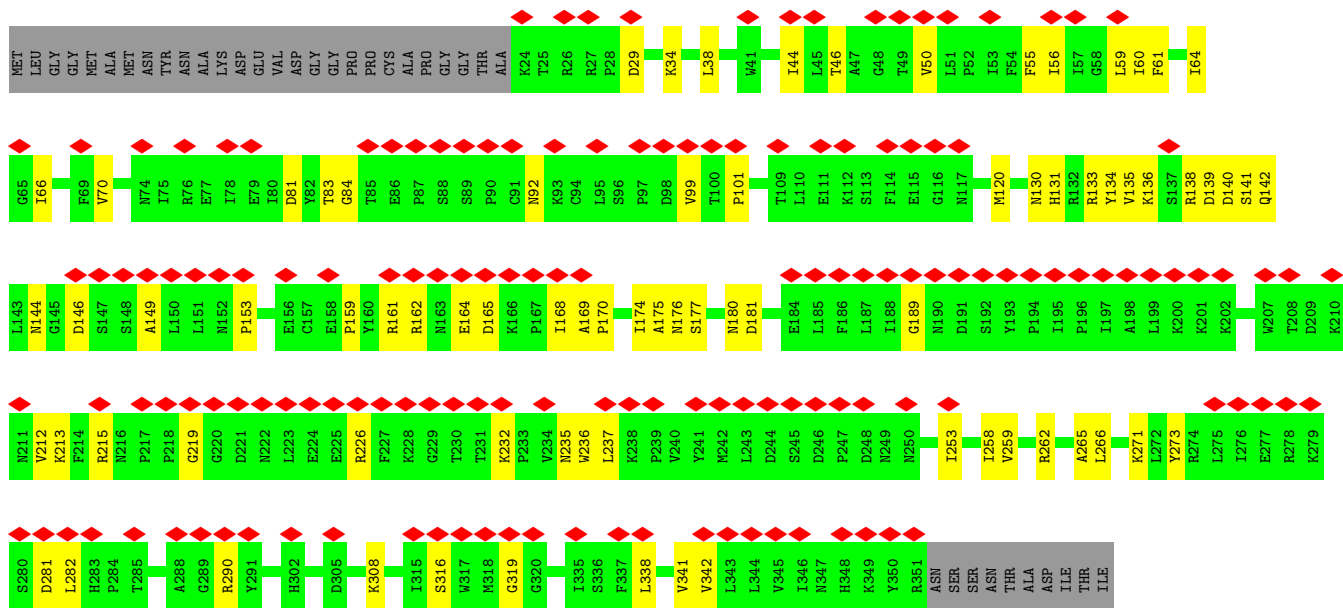 MET LEU GLY GLY MET ALA MET ASN TYR ASN ALA LYS ASP GLU VAL ASP GLY GLY PRO PRO CYS ALA PRO GLY GLY THR ALA K24 T25 R26 R27 P28 D29 K34 L38 W41 I44 L45 T46 A47 G48 T49 V50 L51 P52 I53 F54 F55 I56 I57 G58 L59 I60 F61 I64
G65 I66 F69 V70 N74 I75 R76 E77 I78 E79 I80 D81 Y82 T83 G84 T85 E86 P87 S88 S89 P90 C91 N92 K93 C94 L95 S96 P97 D98 V99 T100 P101 T109 L110 E111 K112 S113 F114 E115 G116 N117 M120 N130 H131 R132 R133 Y134 V135 K136 S137 R138 D139 D140 S141 Q142
L143 N144 G145 D146 S147 S148 A149 L150 L151 N152 P153 E156 C157 E158 P159 Y160 R161 R162 N163 E164 D165 K166 P167 I168 A169 P170 I174 A175 N176 S177 N180 D181 E184 L185 F186 L187 I188 G189 N190 D191 S192 Y193 P194 I195 P196 I197 A198 L199 K200 K201 K202 W207 T208 D209 K210
N211 V212 K213 F214 R215 N216 P217 P218 G219 G220 D221 N222 L223 E224 E225 R226 F227 K228 G229 T230 T231 K232 P233 V234 N235 W236 L237 K238 P239 V240 Y241 M242 L243 D244 S245 D246 P247 D248 N249 N250 I253 I258 V259 R262 A265 L266 K271 L272 Y273 R274 L275 I276 E277 R278 K279
S280 D281 L282 H283 P284 T285 A288 G289 R290 Y291 H302 D305 K308 I315 S316 W317 M318 G319 G320 I335 S336 F337 L338 V341 V342 L343 L344 V345 I346 N347 H348 K349 Y350 R351 ASN SER SER ASN THR ALA ASP ILE THR ILE